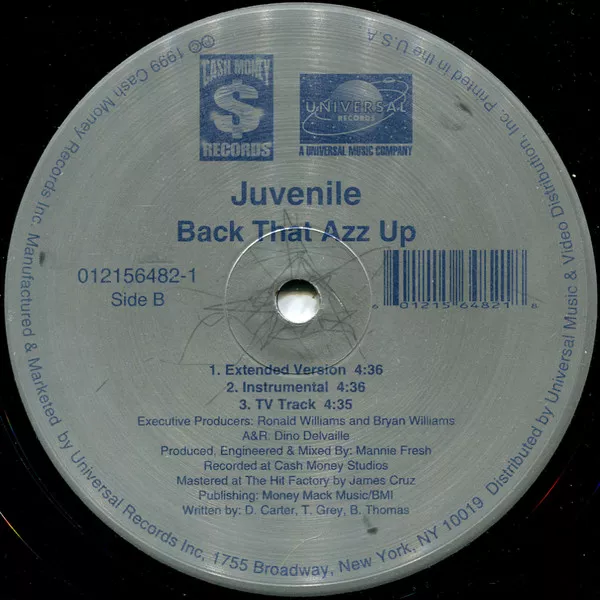 CASH MONEY
$
RECORDS
UNIVERSAL
RECORDS
A UNIVERSAL MUSIC COMPANY
Juvenile
Back That Azz Up
012156482-1
Side B
6 01215 64821 8
1. Extended Version 4:36
2. Instrumental 4:36
3. TV Track 4:35
Executive Producers: Ronald Williams and Bryan Williams
A&R: Dino Delvaille
Produced, Engineered & Mixed By: Mannie Fresh
Recorded at Cash Money Studios
Mastered at The Hit Factory by James Cruz
Publishing: Money Mack Music/BMI
Written by: D. Carter, T. Grey, B. Thomas
℗© 1999 Cash Money Records Inc. Manufactured & Marketed by Universal Records Inc, 1755 Broadway, New York, NY 10019 Distributed by Universal Music & Video Distribution, Inc. Printed in the U.S.A.